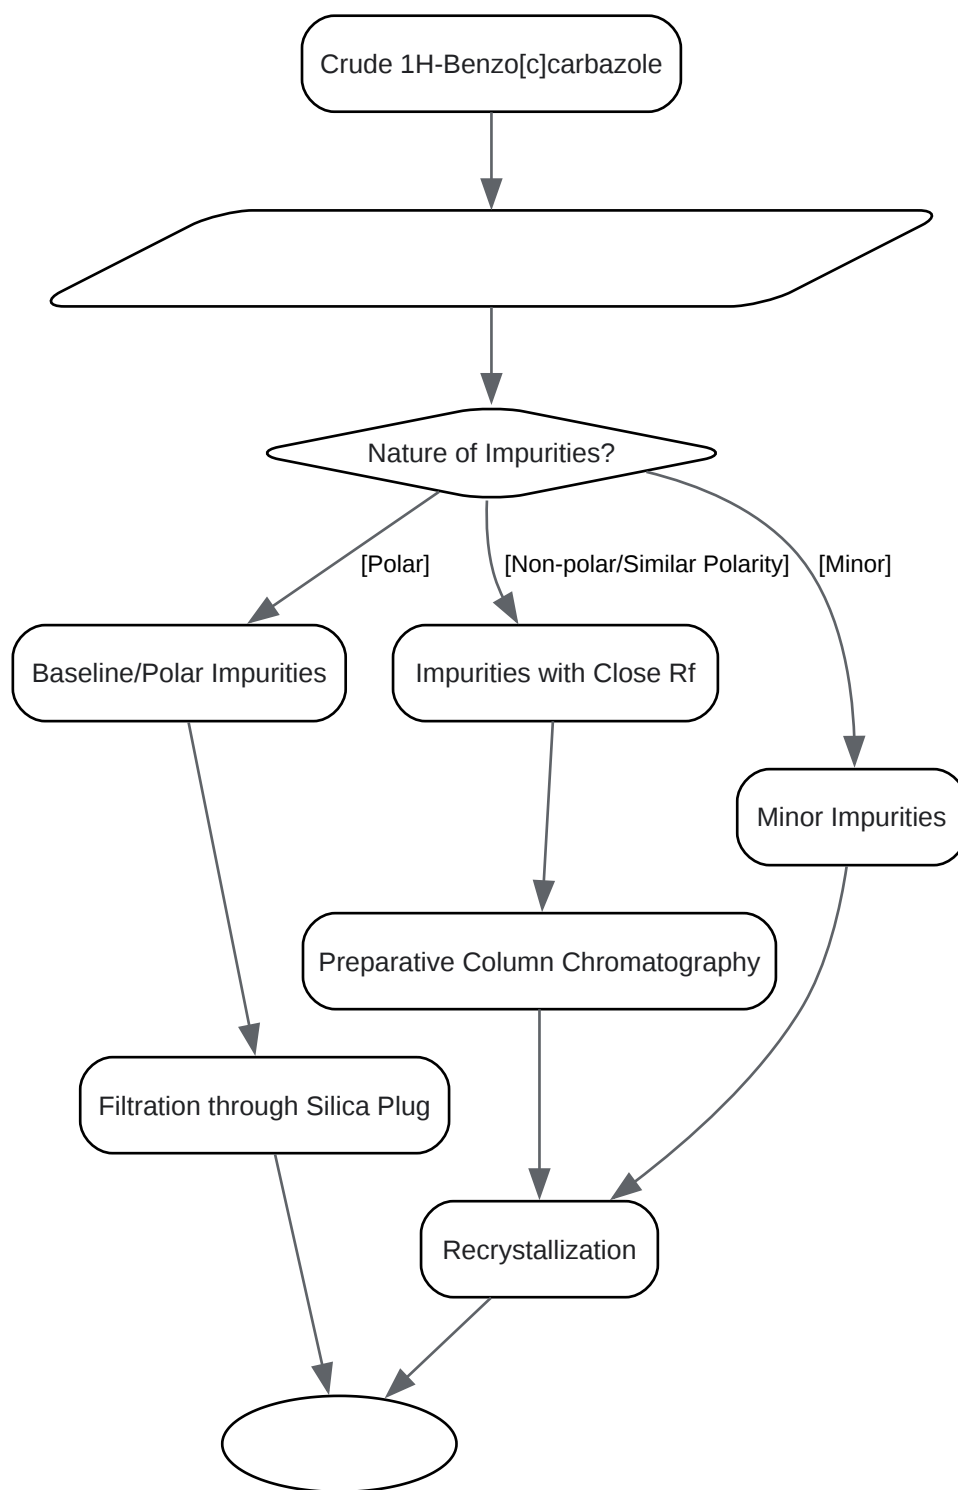 Crude 1H-Benzo[c]carbazole
Nature of Impurities?
[Polar]
[Non-polar/Similar Polarity]
[Minor]
Baseline/Polar Impurities
Impurities with Close Rf
Minor Impurities
Preparative Column Chromatography
Filtration through Silica Plug
Recrystallization